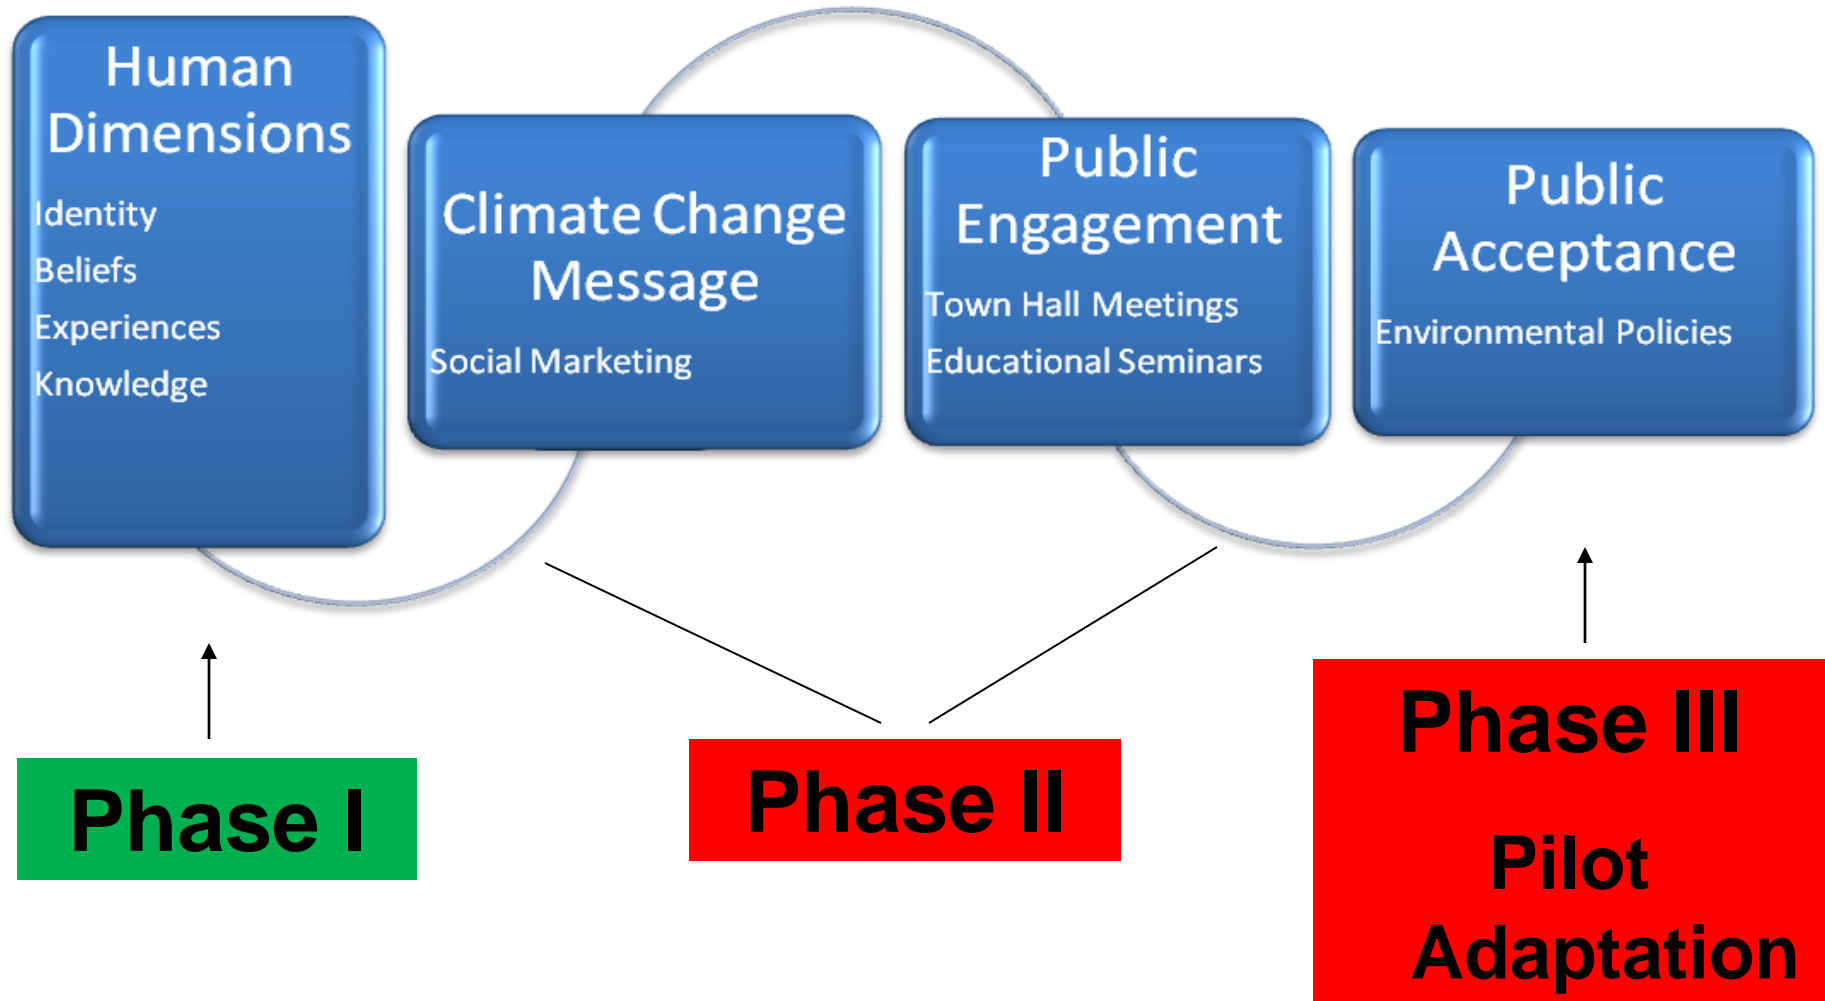 Human
Dimensions
Identity
Beliefs
Experiences
Knowledge
Climate Change
Message
Social Marketing
Public
Engagement
Town Hall Meetings
Educational Seminars
Public
Acceptance
Environmental Policies
Phase I
Phase II
Phase III
Pilot
Adaptation